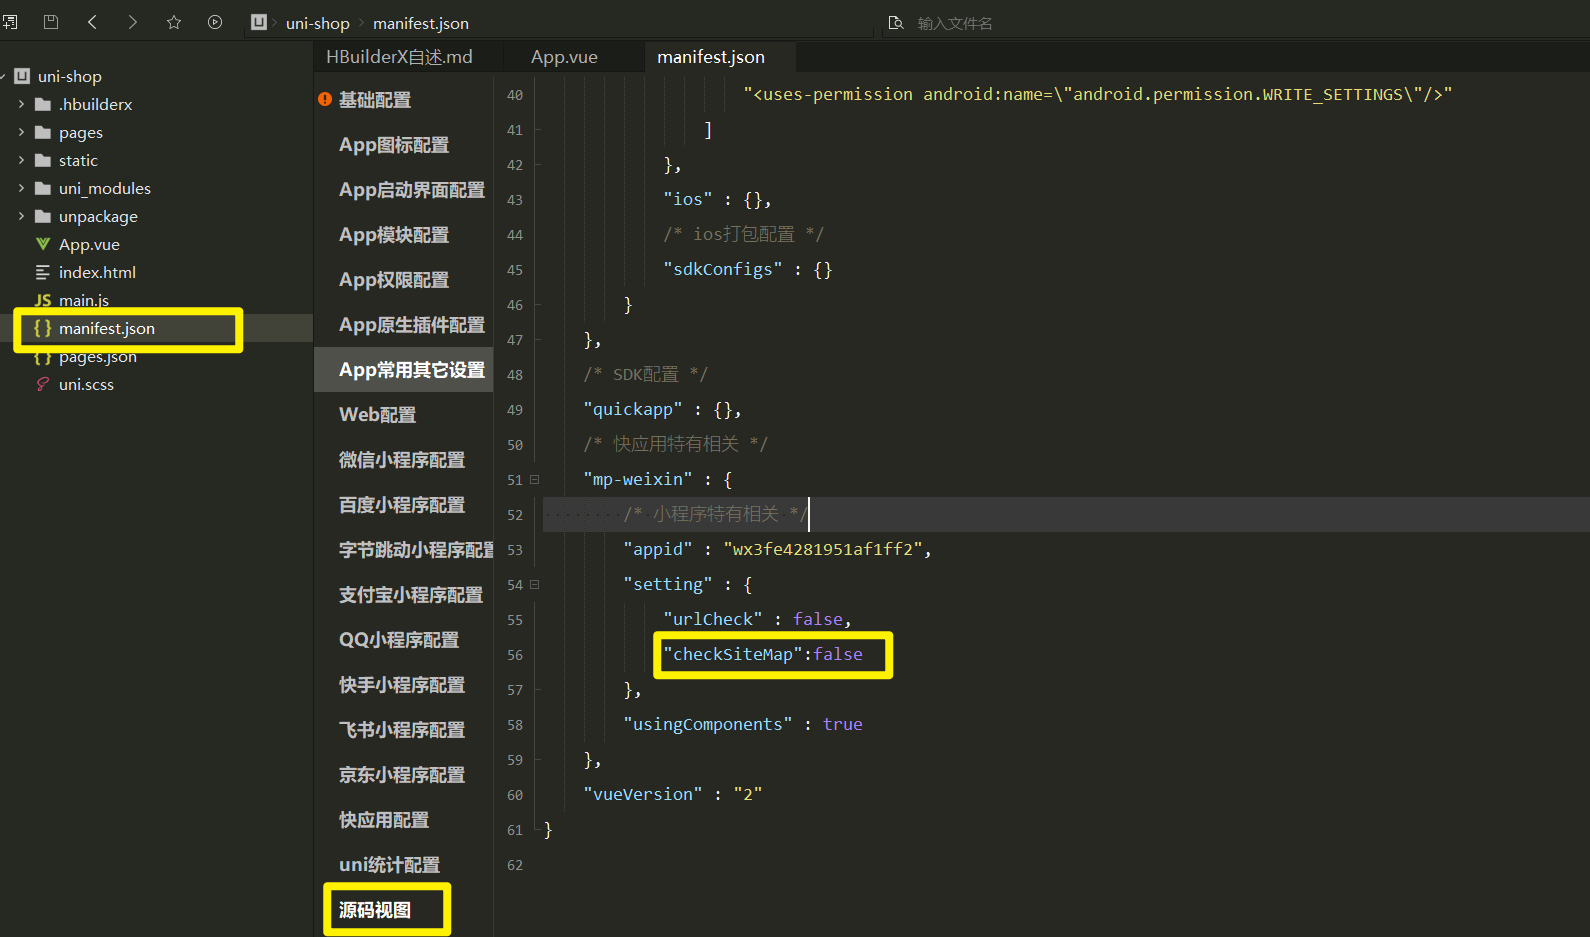 uni-shop
manifest.json
输入文件名
uni-shop
.hbuilderx
pages
static
uni_modules
unpackage
App.vue
index.html
JS main.js
{ } manifest.json
{ } pages.json
uni.scss
HBuilderX自述.md
App.vue
manifest.json
基础配置
App图标配置
App启动界面配置
App模块配置
App权限配置
App原生插件配置
App常用其它设置
Web配置
微信小程序配置
百度小程序配置
字节跳动小程序配置
支付宝小程序配置
QQ小程序配置
快手小程序配置
飞书小程序配置
京东小程序配置
快应用配置
uni统计配置
源码视图
40 "<uses-permission android:name=\"android.permission.WRITE_SETTINGS\"/>"
41 ]
42 },
43 "ios" : {},
44 /* ios打包配置 */
45 "sdkConfigs" : {}
46 }
47 },
48 /* SDK配置 */
49 "quickapp" : {},
50 /* 快应用特有相关 */
51 "mp-weixin" : {
52 /* 小程序特有相关 */
53 "appid" : "wx3fe4281951af1ff2",
54 "setting" : {
55 "urlCheck" : false,
56 "checkSiteMap":false
57 },
58 "usingComponents" : true
59 },
60 "vueVersion" : "2"
61 }
62